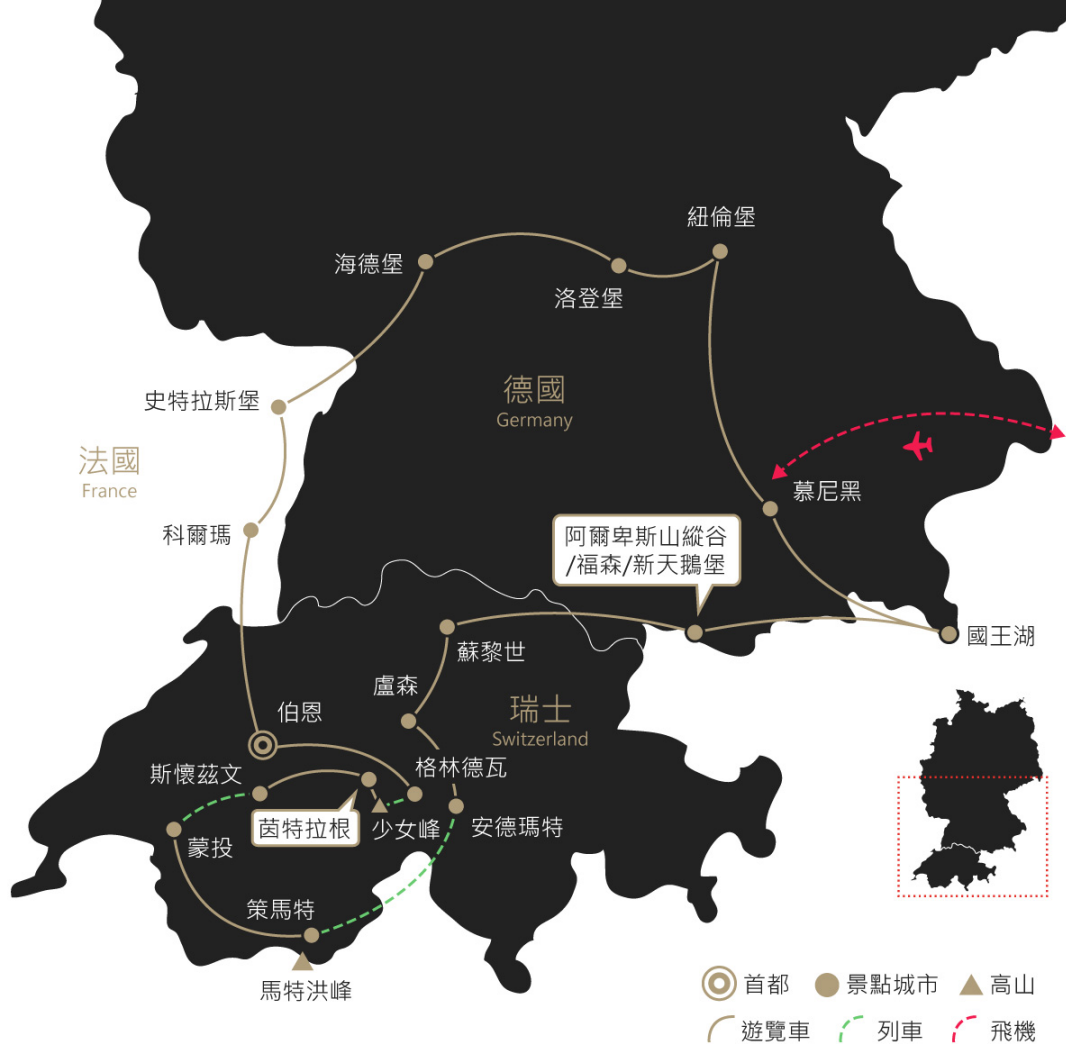 紐倫堡
海德堡
洛登堡
德國
Germany
史特拉斯堡
法國
France
慕尼黑
科爾瑪
阿爾卑斯山縱谷
/福森/新天鵝堡
國王湖
蘇黎世
盧森
瑞士
Switzerland
伯恩
斯懷茲文
格林德瓦
茵特拉根
少女峰
安德瑪特
蒙投
策馬特
馬特洪峰
首都
景點城市
高山
遊覽車
列車
飛機